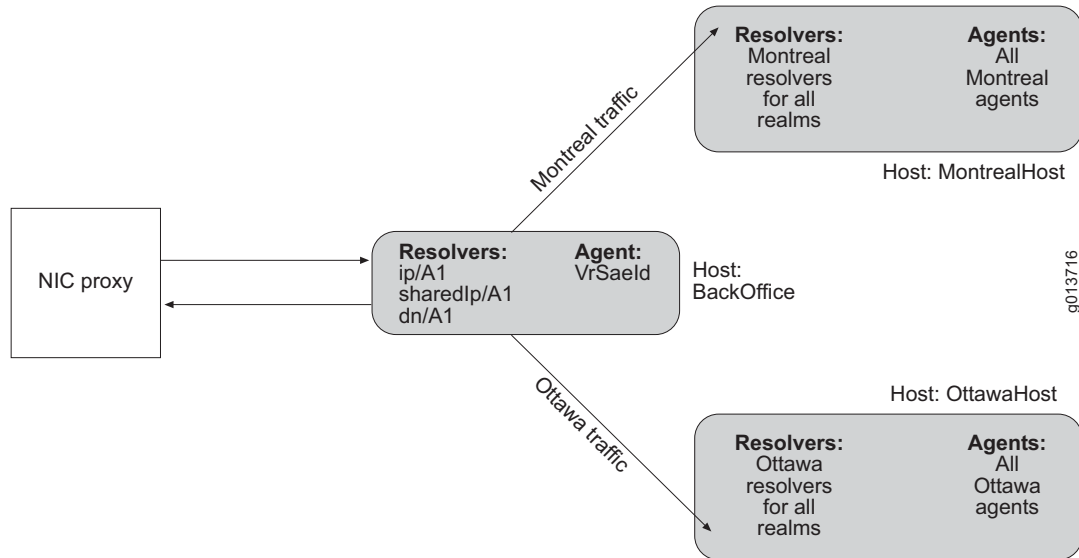 Resolvers:
Montreal
resolvers
for all
realms
Agents:
All
Montreal
agents
Host: MontrealHost
Montreal traffic
NIC proxy
Resolvers:
ip/A1
sharedIp/A1
dn/A1
Agent:
VrSaeId
Host:
BackOffice
g013716
Ottawa traffic
Host: OttawaHost
Resolvers:
Ottawa
resolvers
for all
realms
Agents:
All
Ottawa
agents